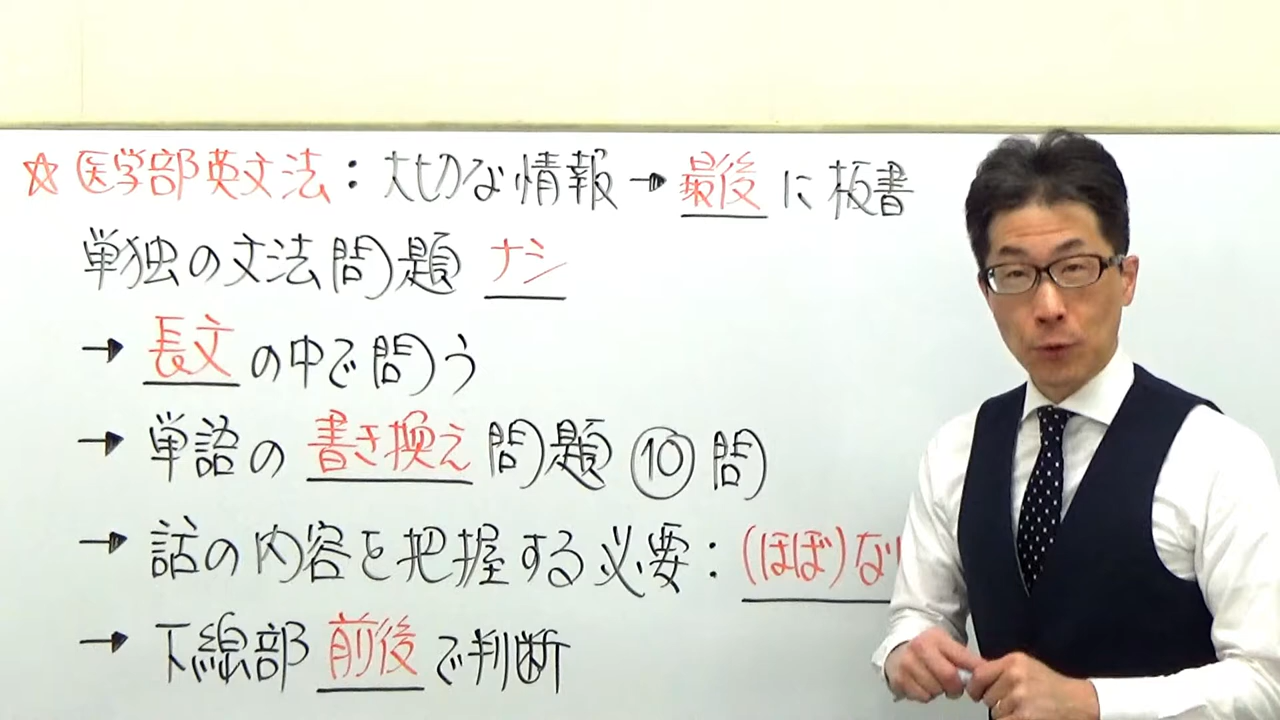 ☆ 医学部英文法：大切な情報→最後に板書
単独の文法問題 ナシ
→ 長文の中で問う
→ 単語の書き換え問題⑩問
→ 話の内容を把握する必要：(ほぼ)な
→ 下線部前後で判断